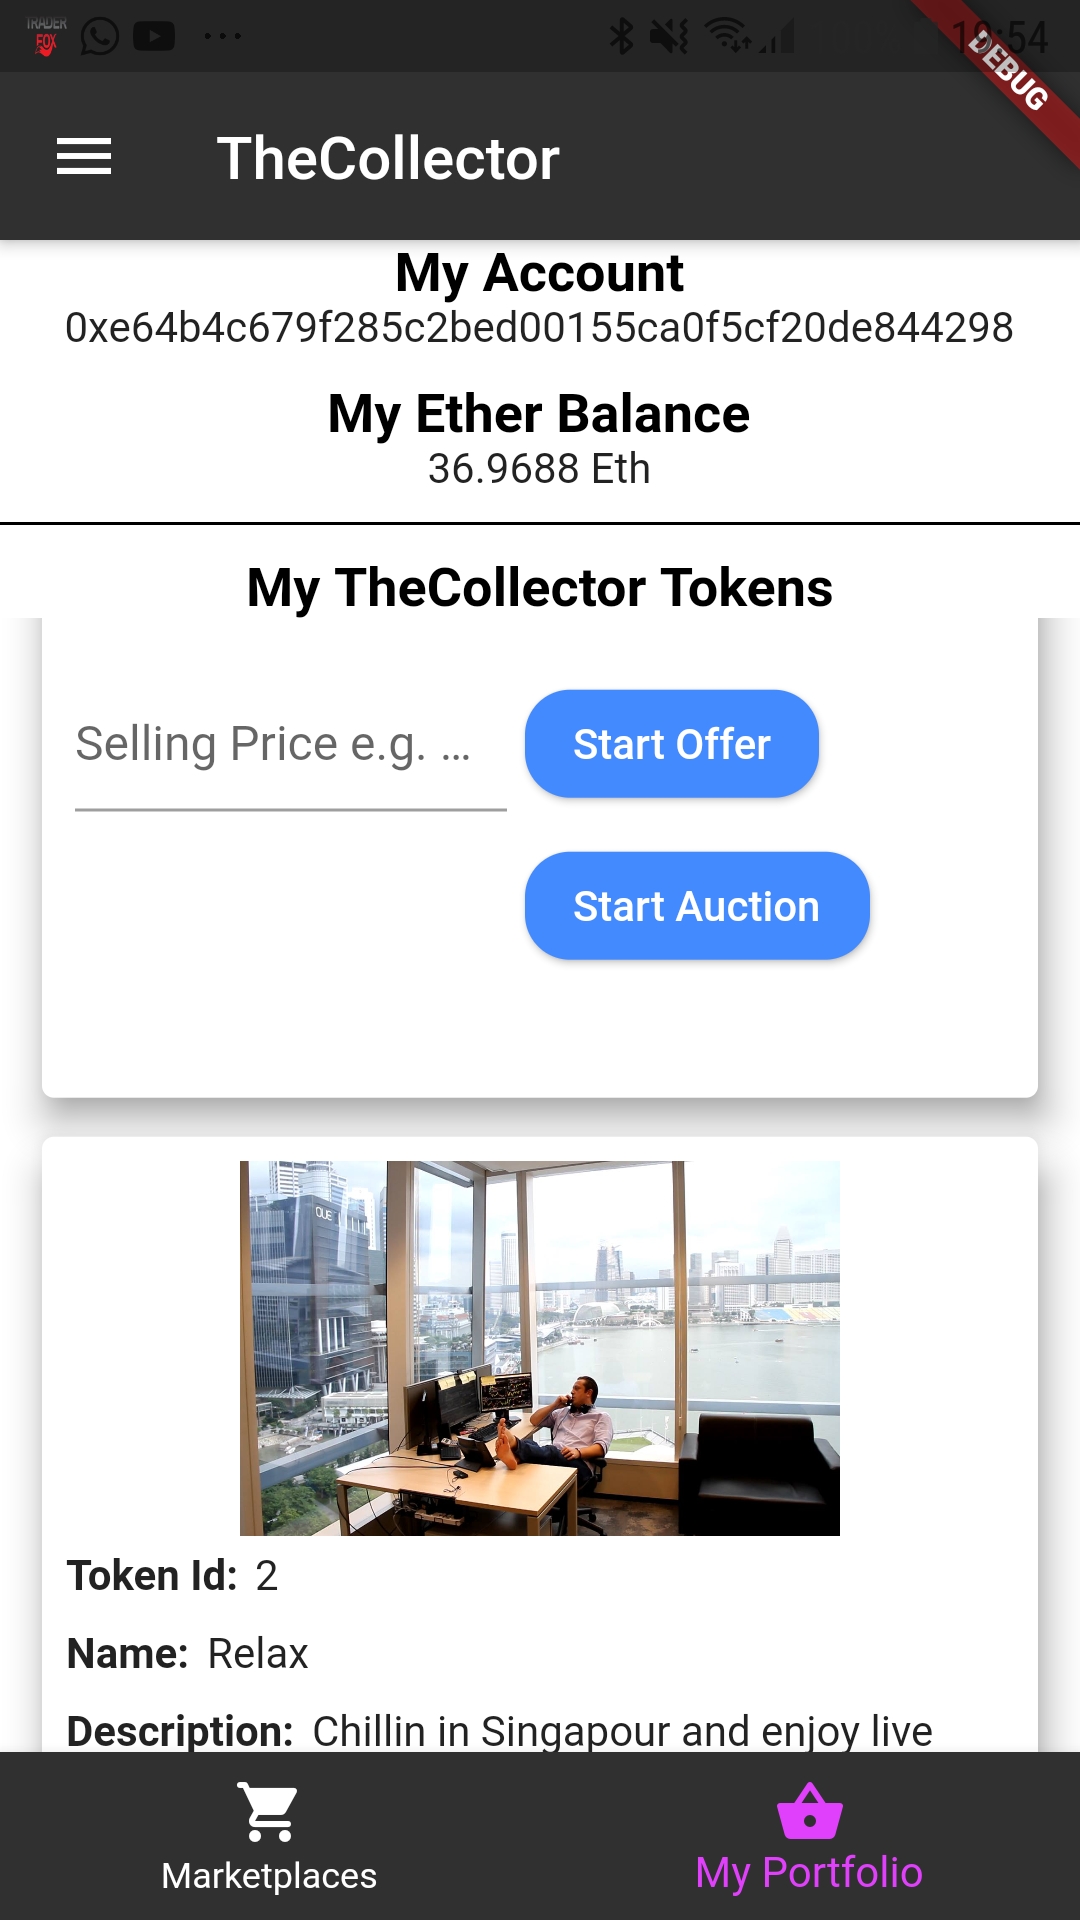 TRADER
FOX
19:54
DEBUG
TheCollector
My Account
0xe64b4c679f285c2bed00155ca0f5cf20de844298
My Ether Balance
36.9688 Eth
My TheCollector Tokens
Selling Price e.g. ...
Start Offer
Start Auction
OUE
Token Id: 2
Name: Relax
Description: Chillin in Singapour and enjoy live
Marketplaces
My Portfolio